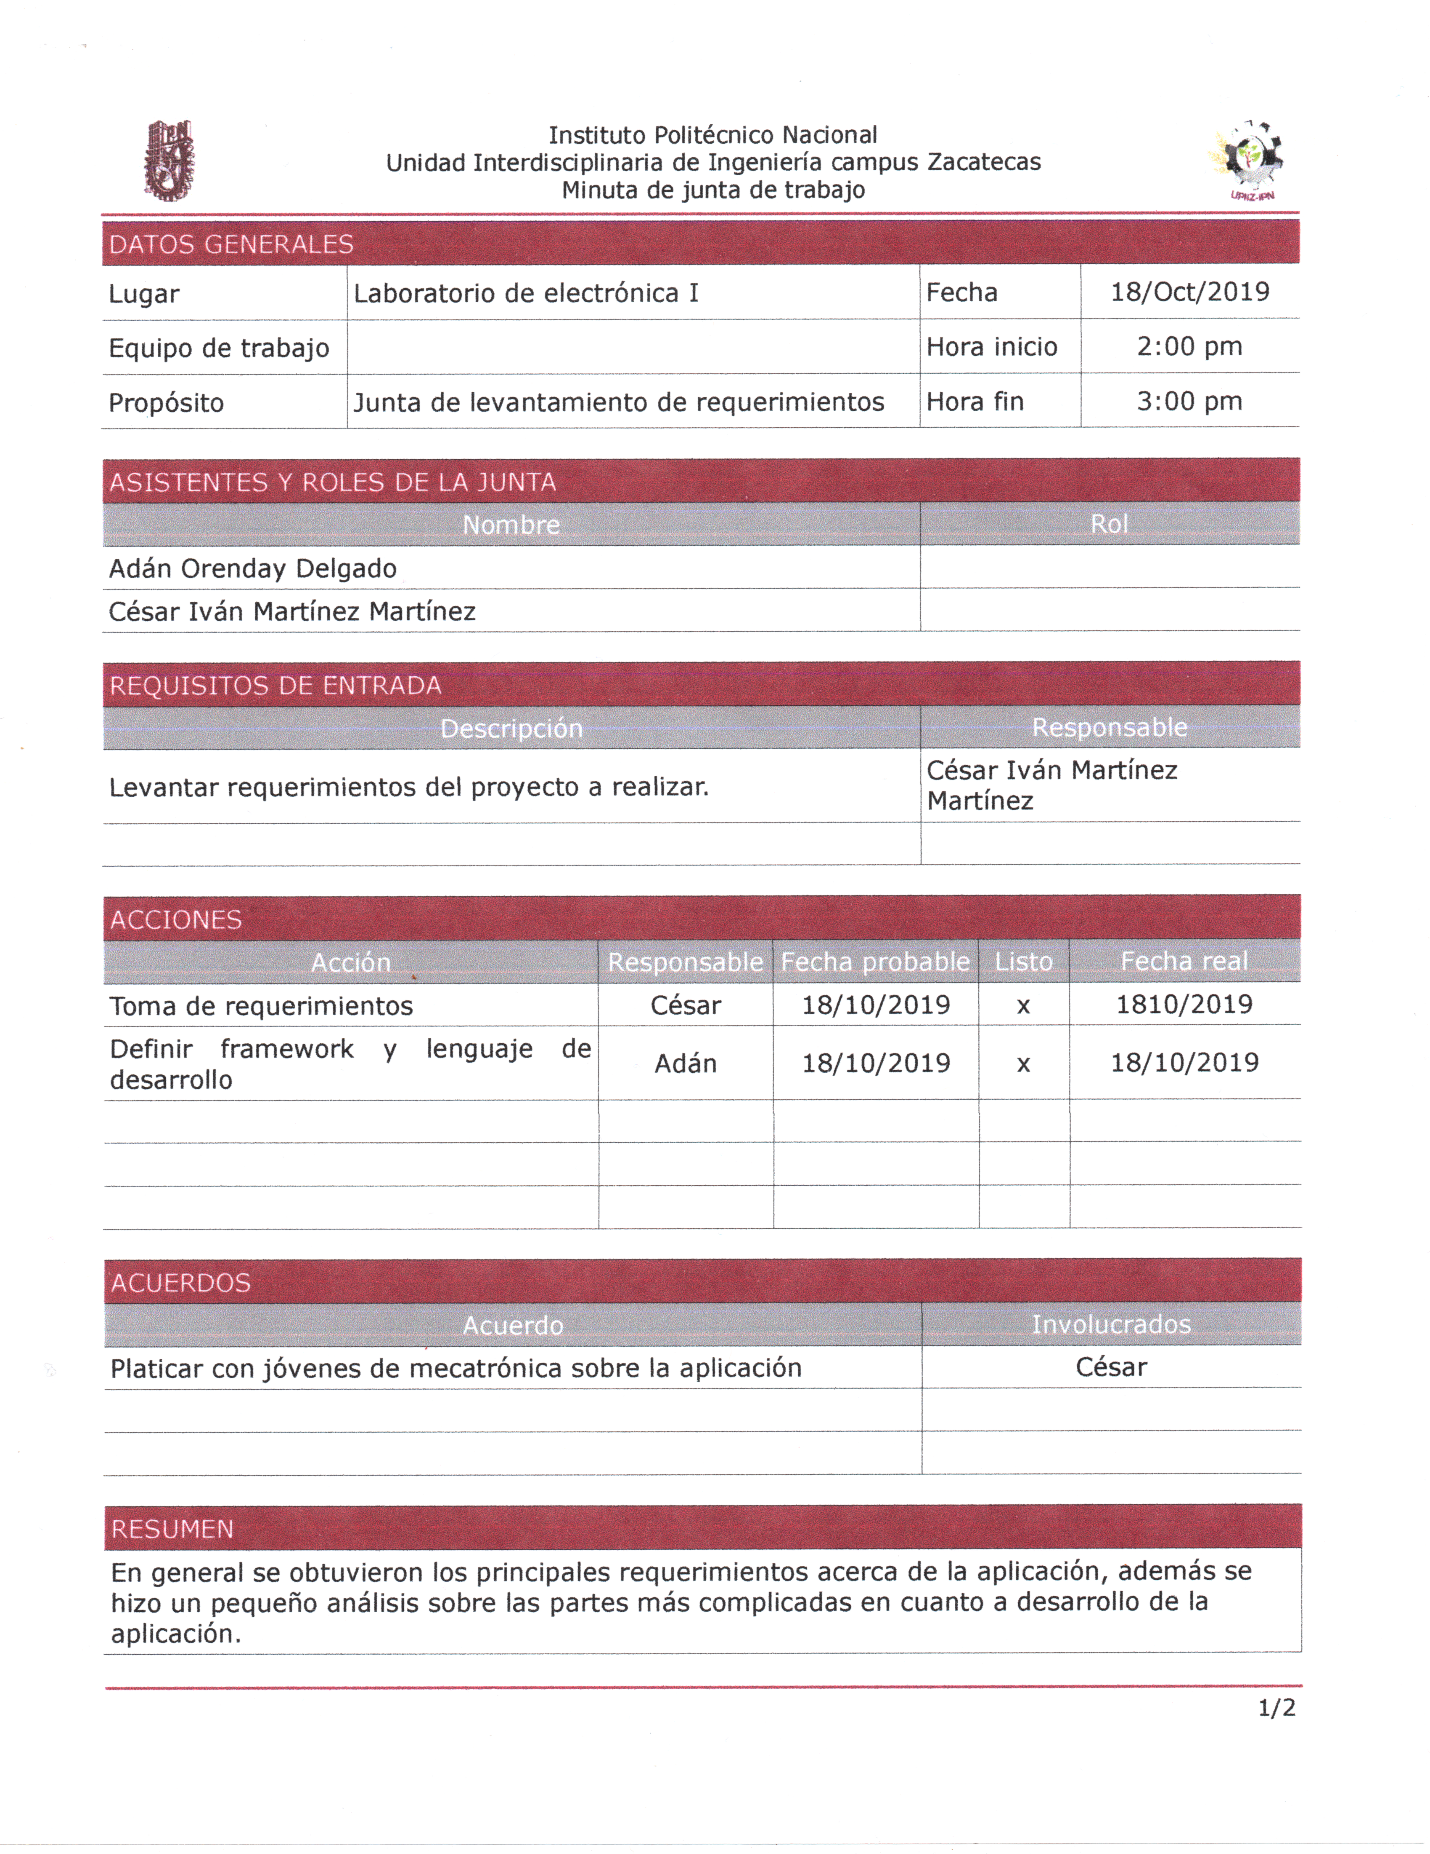 Instituto Politécnico Nacional
Unidad Interdisciplinaria de Ingeniería campus Zacatecas
Minuta de junta de trabajo
UPIIZ-IPN
DATOS GENERALES
Lugar Laboratorio de electrónica I Fecha 18/Oct/2019
Equipo de trabajo Hora inicio 2:00 pm
Propósito Junta de levantamiento de requerimientos Hora fin 3:00 pm
ASISTENTES Y ROLES DE LA JUNTA
Nombre Rol
Adán Orenday Delgado
César Iván Martínez Martínez
REQUISITOS DE ENTRADA
Descripción Responsable
Levantar requerimientos del proyecto a realizar. César Iván Martínez
Martínez
ACCIONES
Acción Responsable Fecha probable Listo Fecha real
Toma de requerimientos César 18/10/2019 x 1810/2019
Definir framework y lenguaje de
desarrollo Adán 18/10/2019 x 18/10/2019
ACUERDOS
Acuerdo Involucrados
Platicar con jóvenes de mecatrónica sobre la aplicación César
RESUMEN
En general se obtuvieron los principales requerimientos acerca de la aplicación, además se
hizo un pequeño análisis sobre las partes más complicadas en cuanto a desarrollo de la
aplicación.
1/2